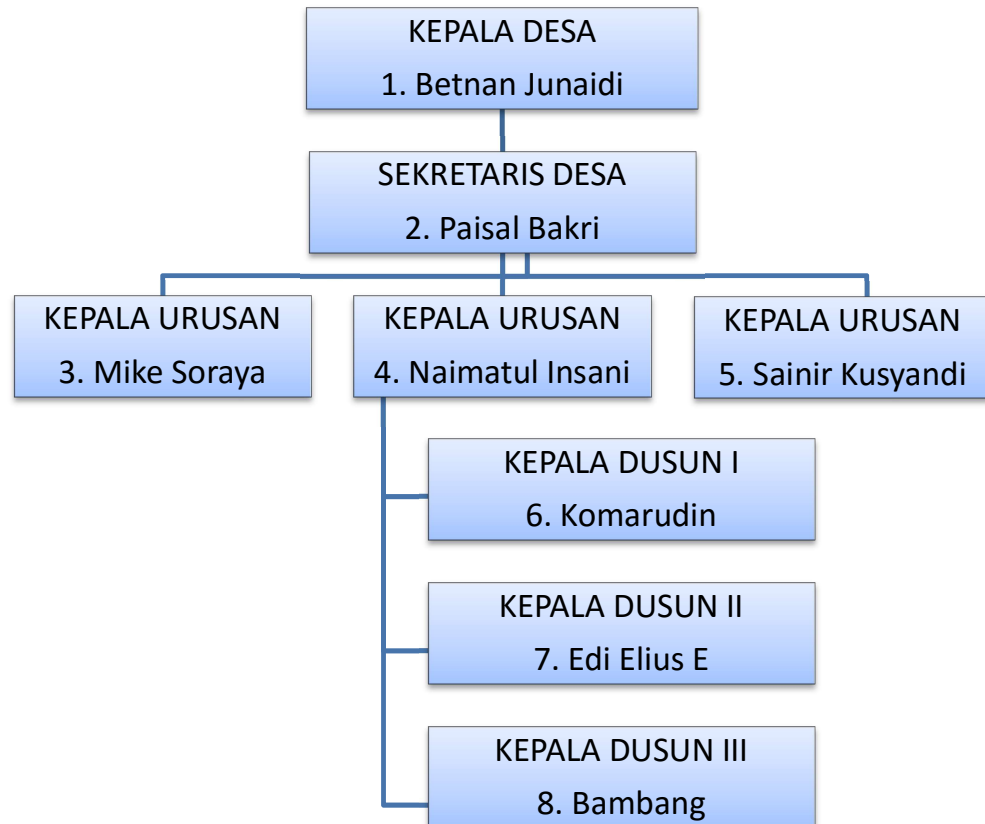 KEPALA DESA
1. Betnan Junaidi
SEKRETARIS DESA
2. Paisal Bakri
KEPALA URUSAN
3. Mike Soraya
KEPALA URUSAN
4. Naimatul Insani
KEPALA URUSAN
5. Sainir Kusyandi
KEPALA DUSUN I
6. Komarudin
KEPALA DUSUN II
7. Edi Elius E
KEPALA DUSUN III
8. Bambang